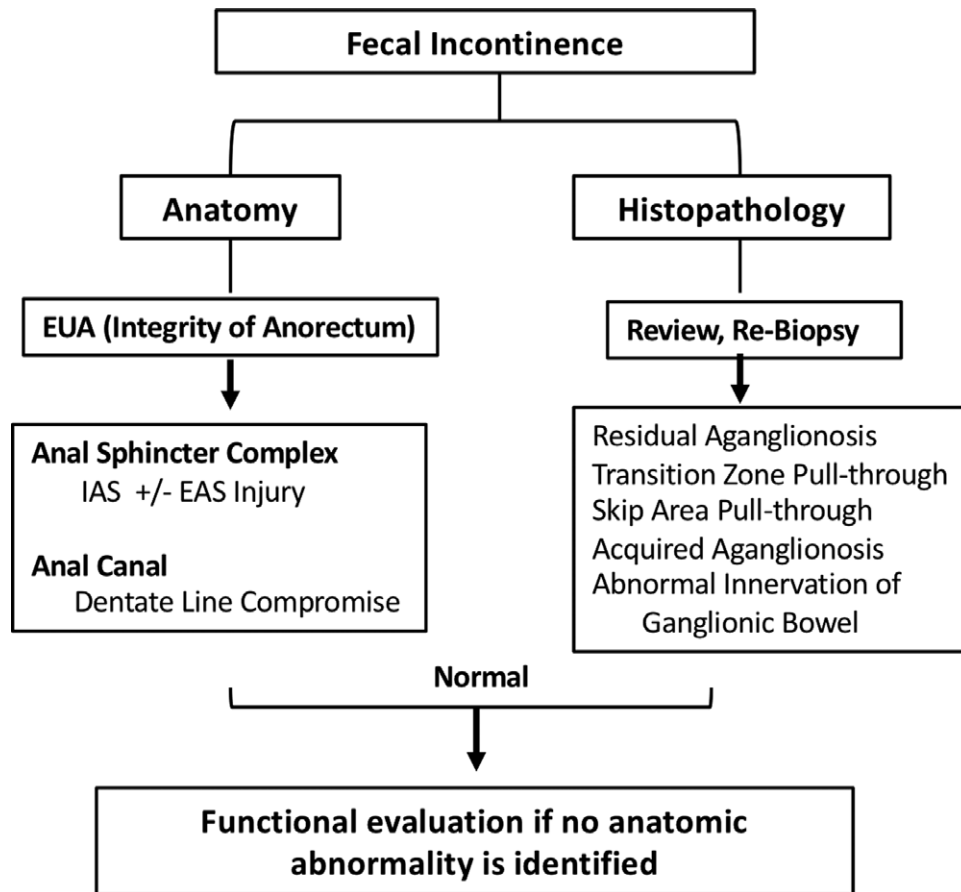 Fecal Incontinence
Anatomy
Histopathology
EUA (Integrity of Anorectum)
Review, Re-Biopsy
Anal Sphincter Complex
IAS +/- EAS Injury
Anal Canal
Dentate Line Compromise
Residual Aganglionosis
Transition Zone Pull-through
Skip Area Pull-through
Acquired Aganglionosis
Abnormal Innervation of
Ganglionic Bowel
Normal
Functional evaluation if no anatomic
abnormality is identified